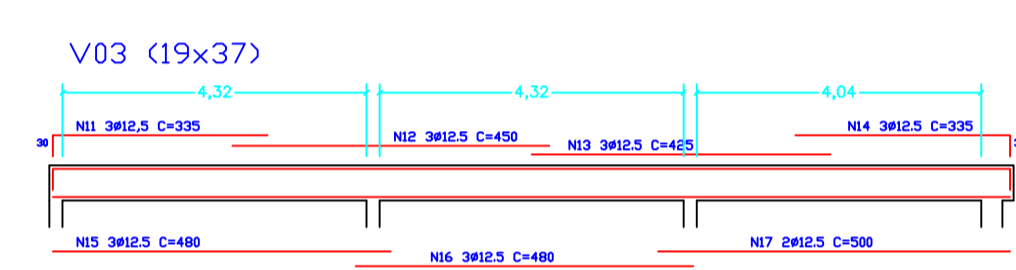 V03 (19x37)
4,32 4,32 4,04
N11 3ø12,5 C=335
N14 3ø12.5 C=335
30
N12 3ø12.5 C=450
N13 3ø12.5 C=425
N15 3ø12.5 C=480
N17 2ø12.5 C=500
N16 3ø12.5 C=480